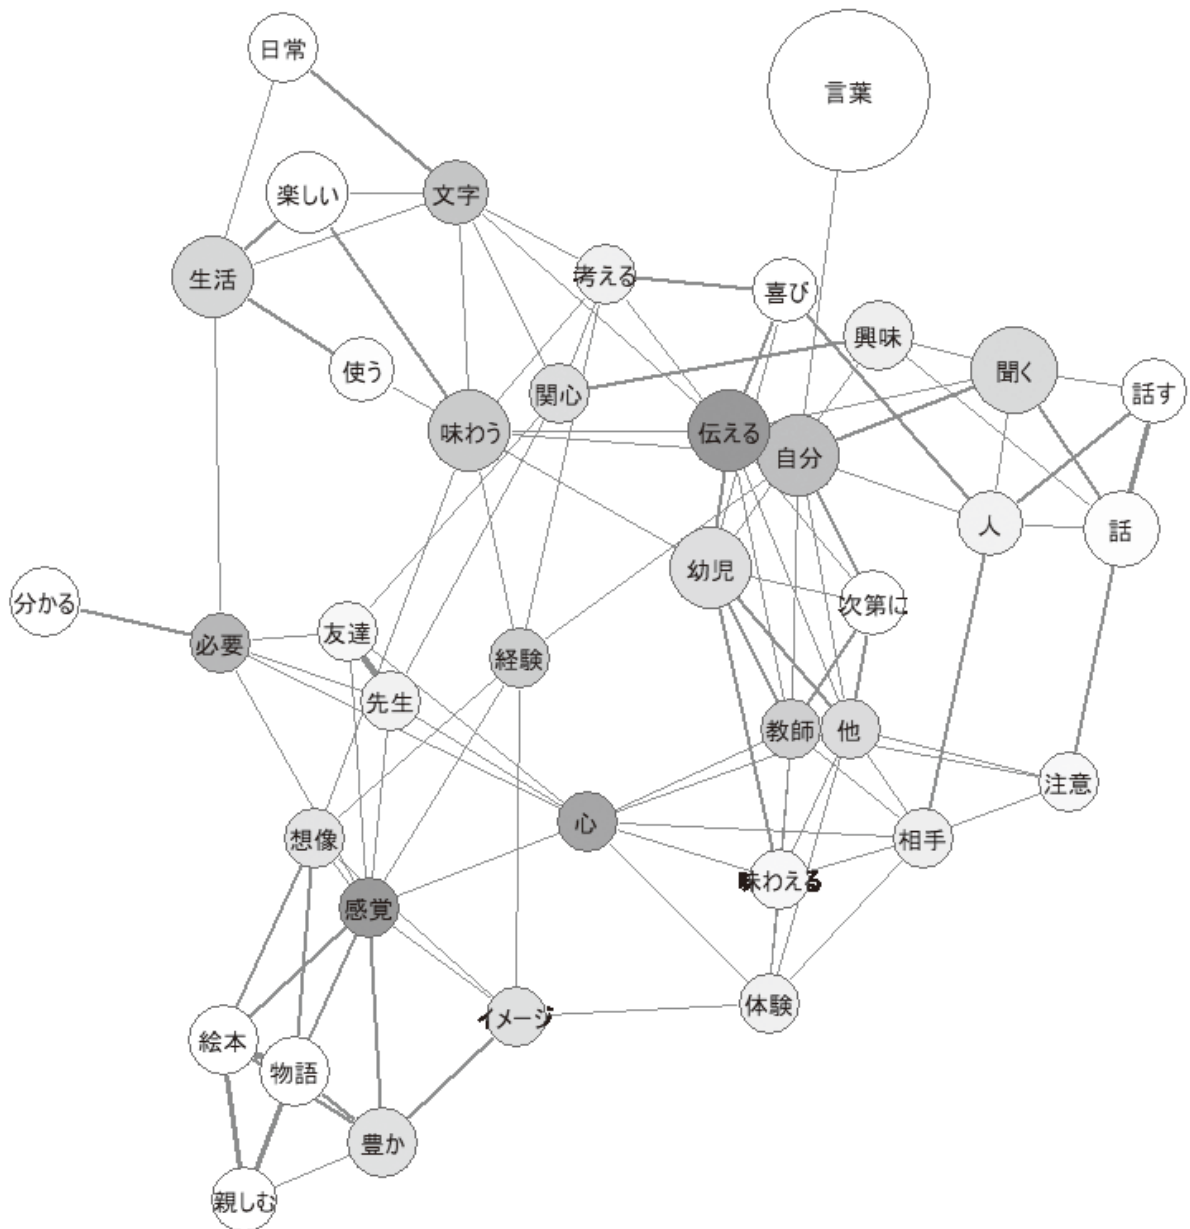 日常
言葉
楽しい
文字
生活
考える
喜び
興味
使う
関心
聞く
話す
味わう
伝える
自分
人
話
幼児
分かる
次第に
必要
友達
経験
先生
教師
他
注意
心
想像
相手
味わえる
感覚
体験
イメージ
絵本
物語
豊か
親しむ